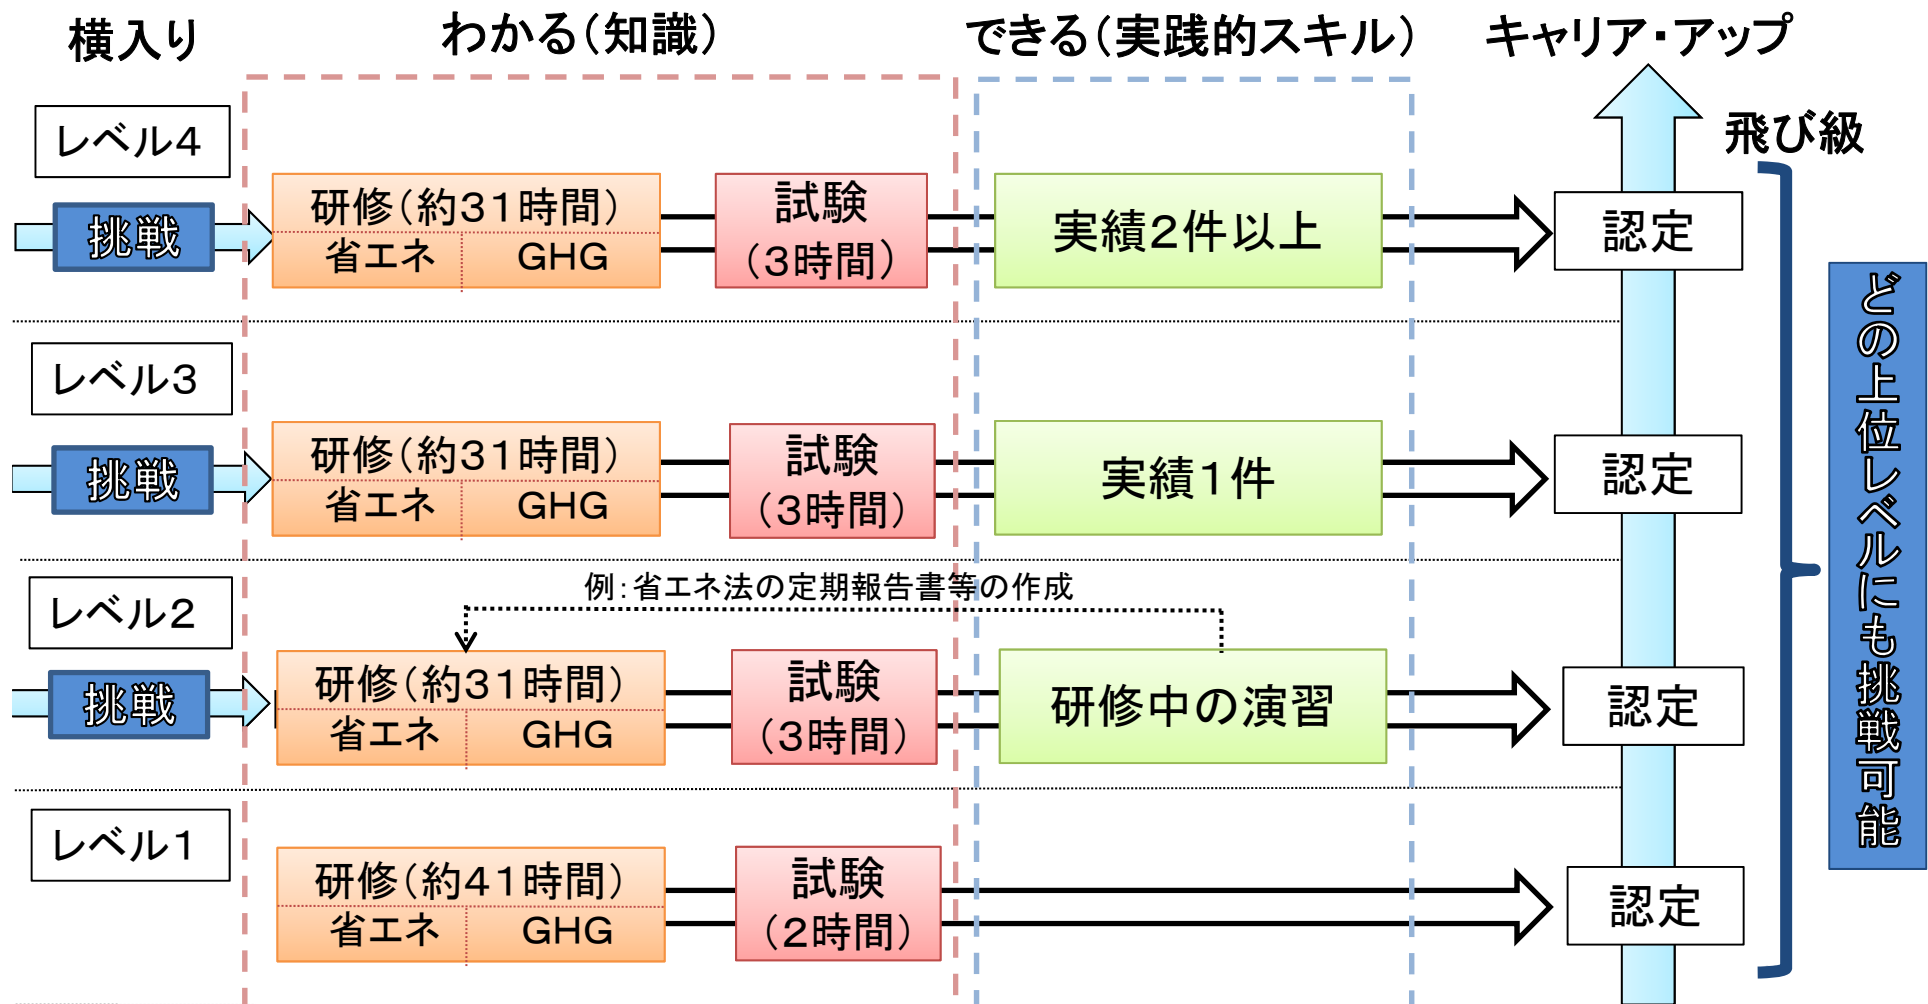 横入り
わかる(知識)
できる(実践的スキル)
キャリア・アップ
飛び級
レベル4
挑戦
研修(約31時間)
省エネ
GHG
試験
(3時間)
実績2件以上
認定
レベル3
挑戦
研修(約31時間)
省エネ
GHG
試験
(3時間)
実績1件
認定
レベル2
例:省エネ法の定期報告書等の作成
挑戦
研修(約31時間)
省エネ
GHG
試験
(3時間)
研修中の演習
認定
レベル1
研修(約41時間)
省エネ
GHG
試験
(2時間)
認定
どの上位レベルにも挑戦可能